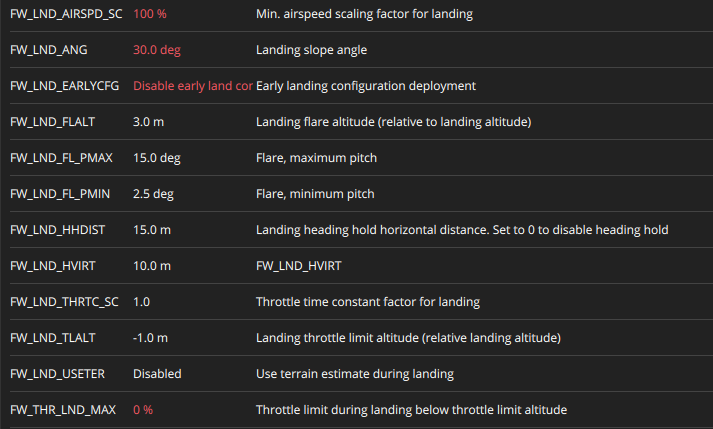 FW_LND_AIRSPD_SC 100 % Min. airspeed scaling factor for landing
FW_LND_ANG 30.0 deg Landing slope angle
FW_LND_EARLYCFG Disable early land cor Early landing configuration deployment
FW_LND_FLALT 3.0 m Landing flare altitude (relative to landing altitude)
FW_LND_FL_PMAX 15.0 deg Flare, maximum pitch
FW_LND_FL_PMIN 2.5 deg Flare, minimum pitch
FW_LND_HHDIST 15.0 m Landing heading hold horizontal distance. Set to 0 to disable heading hold
FW_LND_HVIRT 10.0 m FW_LND_HVIRT
FW_LND_THRTC_SC 1.0 Throttle time constant factor for landing
FW_LND_TLALT -1.0 m Landing throttle limit altitude (relative landing altitude)
FW_LND_USETER Disabled Use terrain estimate during landing
FW_THR_LND_MAX 0 % Throttle limit during landing below throttle limit altitude